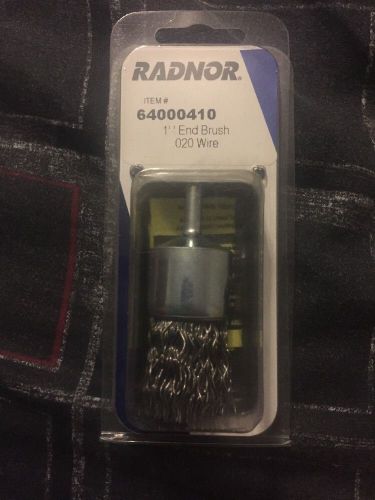 RADNOR®
ITEM #
64000410
1'' End Brush
020 Wire